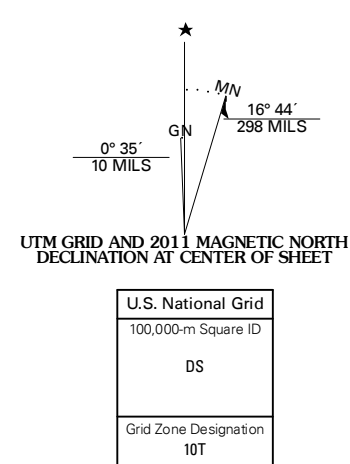 ★
MN
GN
16° 44´
298 MILS
0° 35´
10 MILS
UTM GRID AND 2011 MAGNETIC NORTH
DECLINATION AT CENTER OF SHEET
U.S. National Grid
100,000-m Square ID
DS
Grid Zone Designation
10T